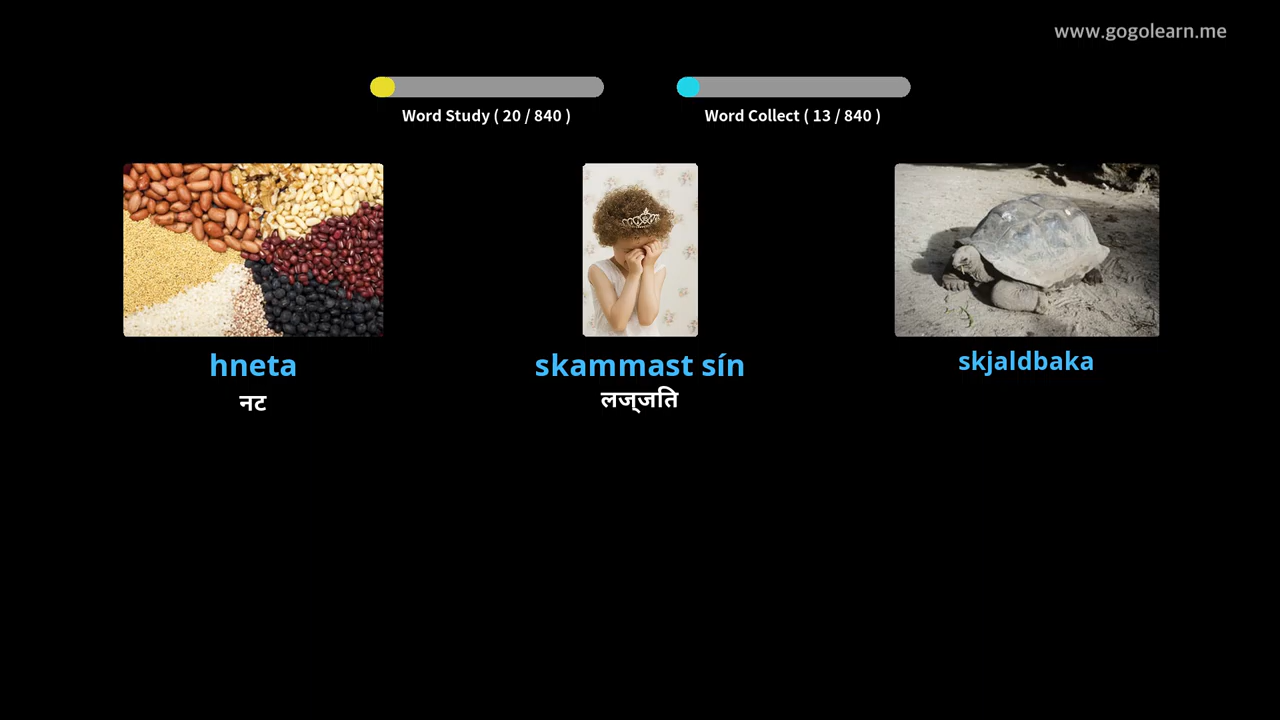 www.gogolearn.me
Word Study ( 20 / 840 )
Word Collect ( 13 / 840 )
hneta
नट
skammast sín
लज्जति
skjaldbaka